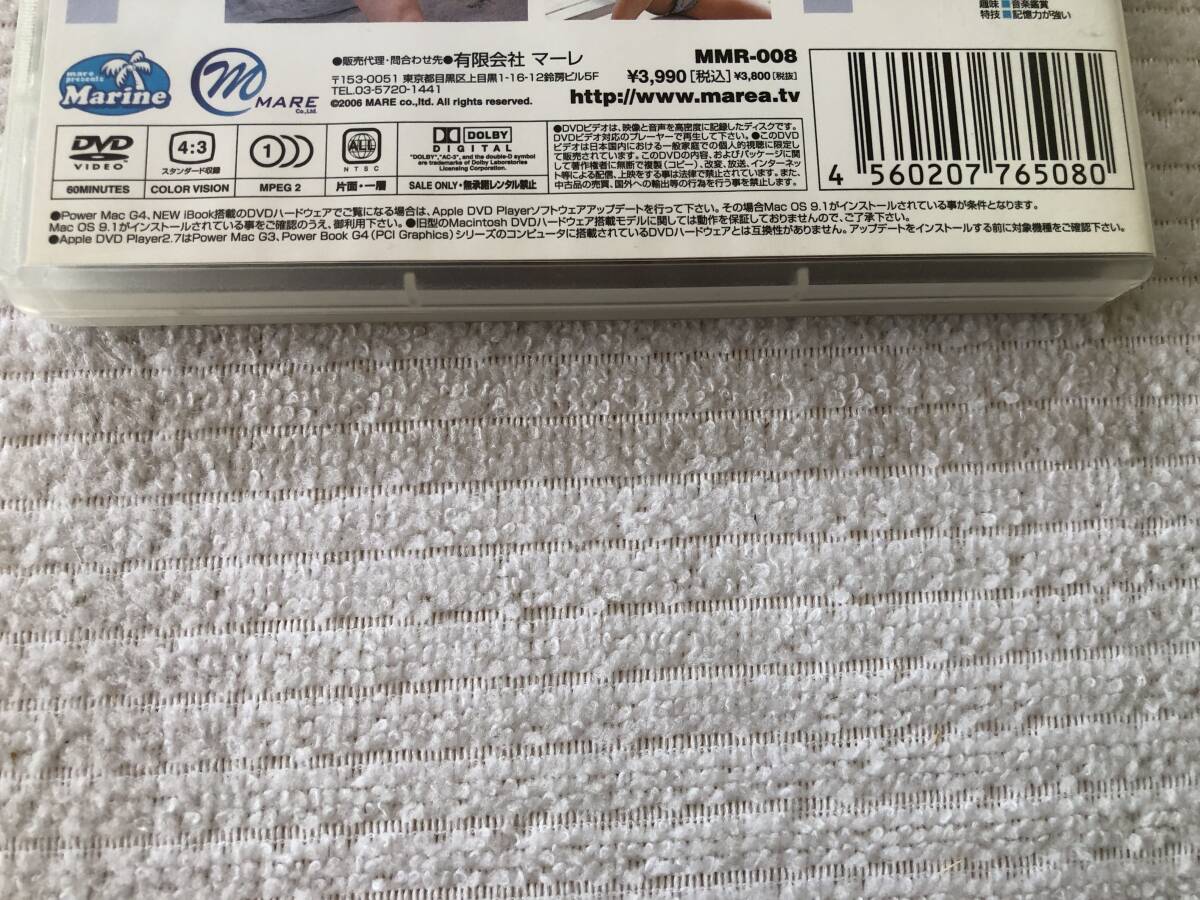 趣味■音楽鑑賞
特技■記憶力が強い
mare presents
Marine
m
MARE
Co.,Ltd.
●販売代理・問合わせ先●有限会社 マーレ
〒153-0051 東京都目黒区上目黒1-16-12鈴房ビル5F
TEL.03-5720-1441
©2006 MARE co.,ltd. All rights reserved.
MMR-008
¥3,990[税込] ¥3,800[税抜]
http://www.marea.tv
DVD
VIDEO
60MINUTES
4:3
スタンダード収録
COLOR VISION
1
MPEG 2
ALL
NTSC
片面・一層
DOLBY
DIGITAL
"DOLBY", "AC-3", and the double-D symbol
are trademarks of Dolby Laboratories
Licensing Corporation.
SALE ONLY・無承諾レンタル禁止
●DVDビデオは、映像と音声を高密度に記録したディスクです。
DVDビデオ対応のプレーヤーで再生して下さい。●このDVD
ビデオは日本国内における一般家庭での個人的視聴に限定し
て販売されています。このDVDの内容、およびパッケージに関
して著作権者に無断で複製(コピー)、改変、放送、インターネッ
ト等による配信、上映をする事は法律で禁止されています。また、
中古品の売買、国外への輸出等の行為を行う事を禁止します。
4 560207 765080
●Power Mac G4、NEW iBook搭載のDVDハードウェアでご覧になる場合は、Apple DVD Playerソフトウェアアップデートを行って下さい。その場合Mac OS 9.1がインストールされている事が条件となります。
Mac OS 9.1がインストールされている事をご確認のうえ、御利用下さい。●旧型のMacintosh DVDハードウェア搭載モデルに関しては動作を保証しておりませんので、ご了承下さい。
●Apple DVD Player2.7はPower Mac G3、Power Book G4(PCI Graphics)シリーズのコンピュータに搭載されているDVDハードウェアとは互換性がありません。アップデートをインストールする前に対象機種をご確認下さい。